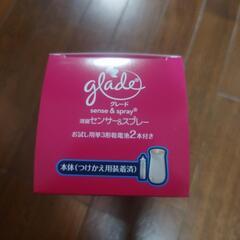 glade
グレード
sense & spray®
消臭センサー&スプレー
お試し用単3形乾電池2本付き
本体(つけかえ用装着済)